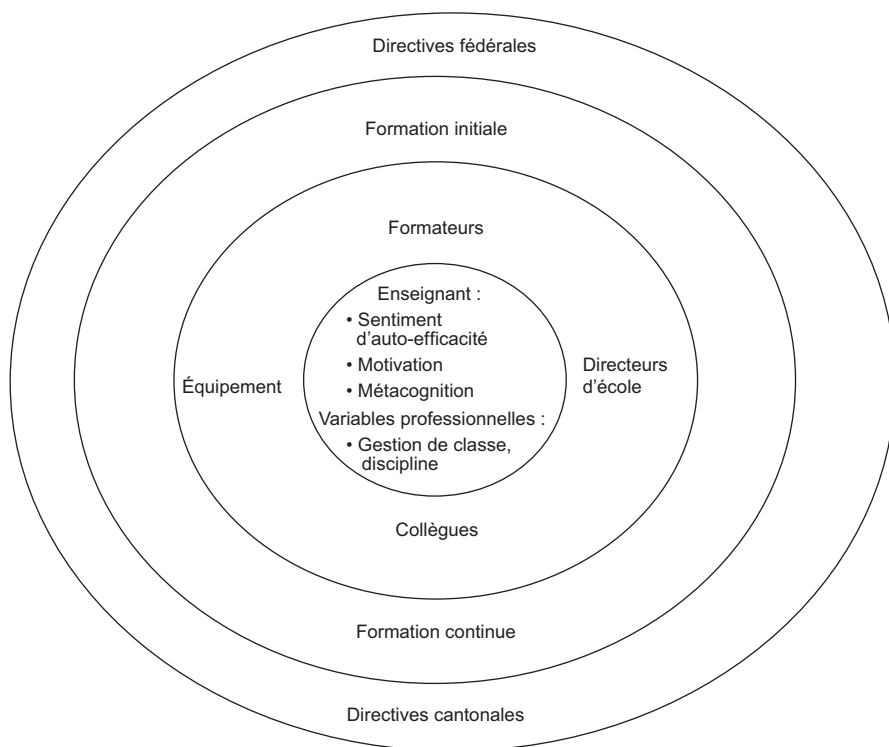 Directives fédérales
Formation initiale
Formateurs
Enseignant :
• Sentiment
d’auto-efficacité
• Motivation
• Métacognition
Variables professionnelles :
• Gestion de classe,
discipline
Équipement
Directeurs
d’école
Collègues
Formation continue
Directives cantonales